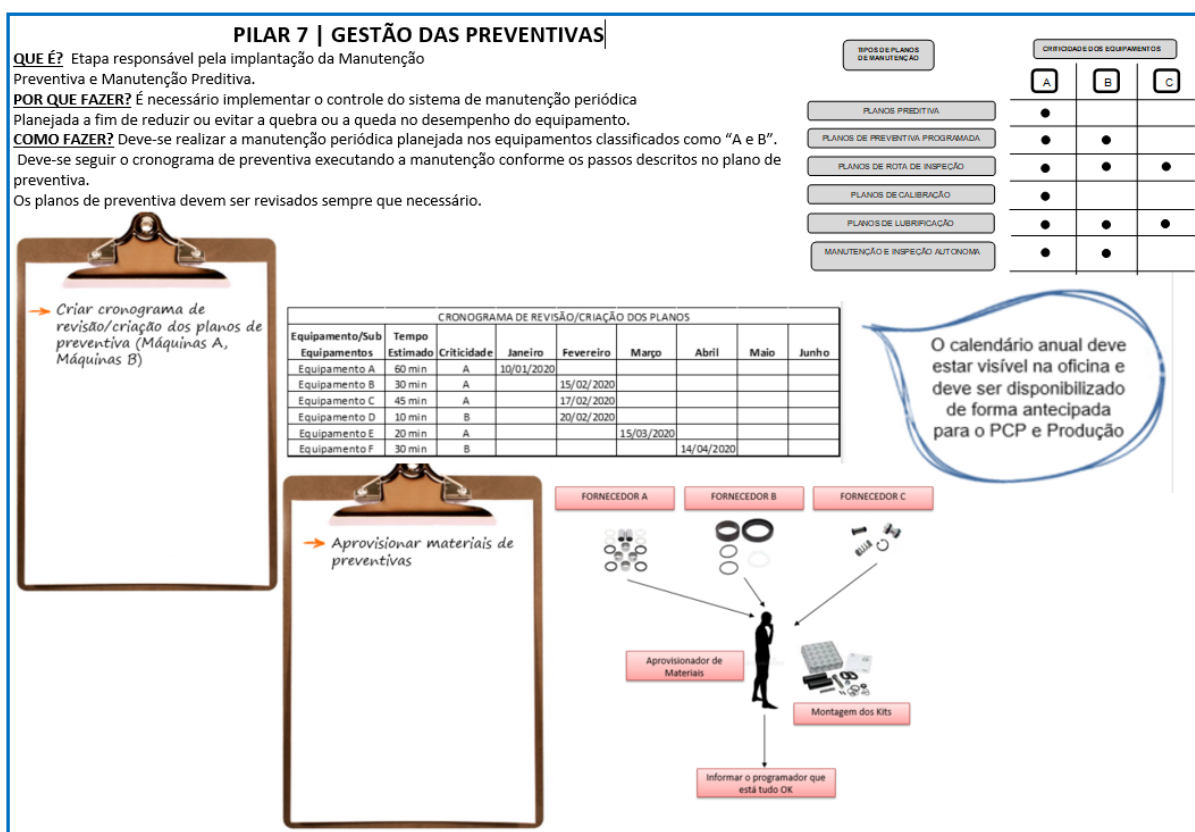 PILAR 7 | GESTÃO DAS PREVENTIVAS
QUE É? Etapa responsável pela implantação da Manutenção
Preventiva e Manutenção Preditiva.
POR QUE FAZER? É necessário implementar o controle do sistema de manutenção periódica
Planejada a fim de reduzir ou evitar a quebra ou a queda no desempenho do equipamento.
COMO FAZER? Deve-se realizar a manutenção periódica planejada nos equipamentos classificados como “A e B”.
Deve-se seguir o cronograma de preventiva executando a manutenção conforme os passos descritos no plano de
preventiva.
Os planos de preventiva devem ser revisados sempre que necessário.
TIPOS DE PLANOS
DE MANUTENÇÃO
CRITICIDADE DOS EQUIPAMENTOS
A B C
PLANOS PREDITIVA
PLANOS DE PREVENTIVA PROGRAMADA
PLANOS DE ROTA DE INSPEÇÃO
PLANOS DE CALIBRAÇÃO
PLANOS DE LUBRIFICAÇÃO
MANUTENÇÃO E INSPEÇÃO AUTONOMA
Criar cronograma de
revisão/criação dos planos de
preventiva (Máquinas A,
Máquinas B)
CRONOGRAMA DE REVISÃO/CRIAÇÃO DOS PLANOS
Equipamento/Sub Tempo
Equipamentos Estimado Criticidade Janeiro Fevereiro Março Abril Maio Junho
Equipamento A 60 min A 10/01/2020
Equipamento B 30 min A 15/02/2020
Equipamento C 45 min A 17/02/2020
Equipamento D 10 min B 20/02/2020
Equipamento E 20 min A 15/03/2020
Equipamento F 30 min B 14/04/2020
O calendário anual deve
estar visível na oficina e
deve ser disponibilizado
de forma antecipada
para o PCP e Produção
Aprovisionar materiais de
preventivas
FORNECEDOR A FORNECEDOR B FORNECEDOR C
Aprovisionador de
Materiais
Montagem dos Kits
Informar o programador que
está tudo OK